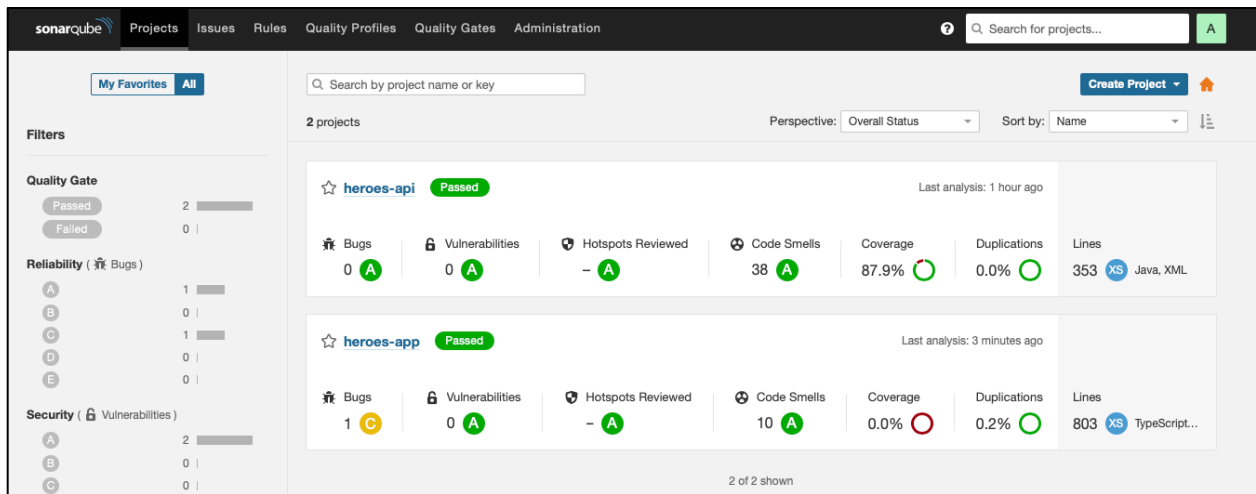 sonarqube Projects Issues Rules Quality Profiles Quality Gates Administration ? Search for projects... A
My Favorites All
Search by project name or key
Create Project
2 projects
Perspective: Overall Status
Sort by: Name
Filters
Quality Gate
Passed 2
Failed 0
Reliability ( Bugs )
A 1
B 0
C 1
D 0
E 0
Security ( Vulnerabilities )
A 2
B 0
C 0
heroes-api Passed
Last analysis: 1 hour ago
Bugs Vulnerabilities Hotspots Reviewed Code Smells Coverage Duplications Lines
0 A 0 A – A 38 A 87.9% 0.0% 353 XS Java, XML
heroes-app Passed
Last analysis: 3 minutes ago
Bugs Vulnerabilities Hotspots Reviewed Code Smells Coverage Duplications Lines
1 C 0 A – A 10 A 0.0% 0.2% 803 XS TypeScript...
2 of 2 shown